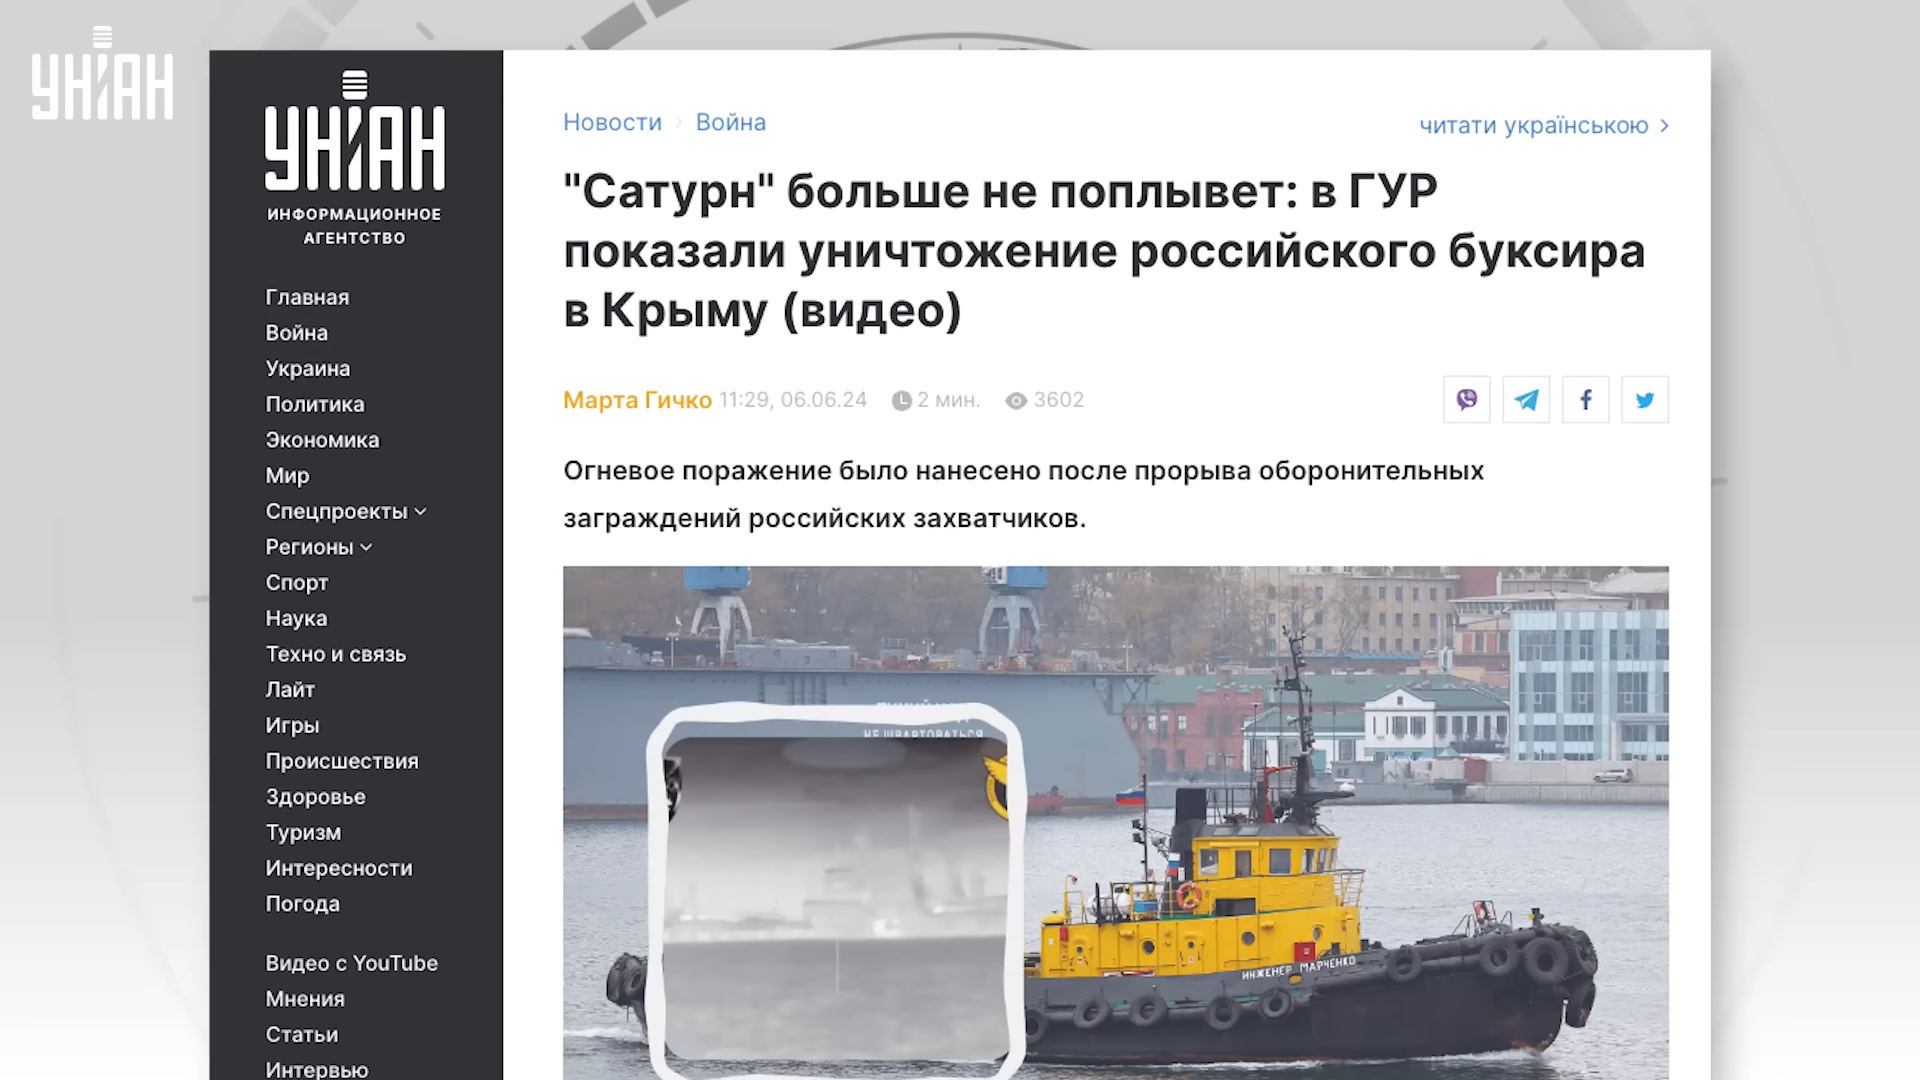 УНІАН
УНІАН
ИНФОРМАЦИОННОЕ
АГЕНТСТВО
Главная
Война
Украина
Политика
Экономика
Мир
Спецпроекты
Регионы
Спорт
Наука
Техно и связь
Лайт
Игры
Происшествия
Здоровье
Туризм
Интересности
Погода
Видео с YouTube
Мнения
Статьи
Интервью
Новости › Война
читати українською
"Сатурн" больше не поплывет: в ГУР
показали уничтожение российского буксира
в Крыму (видео)
Марта Гичко 11:29, 06.06.24 2 мин. 3602
Огневое поражение было нанесено после прорыва оборонительных
заграждений российских захватчиков.
НЕ ШВАРТОВАТЬСЯ
ИНЖЕНЕР МАРЧЕНКО